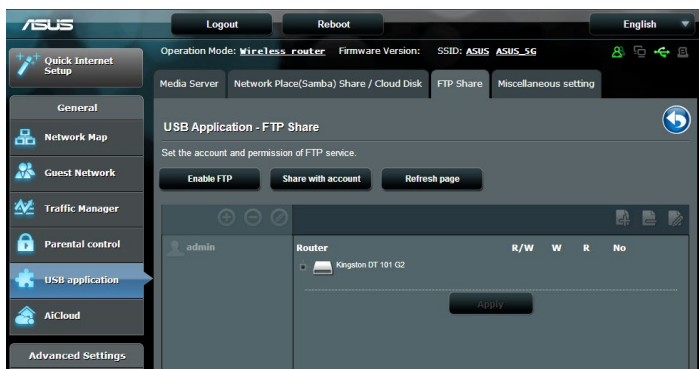 ASUS
Logout
Reboot
English
Quick Internet
Setup
Operation Mode: Wireless router Firmware Version: SSID: ASUS ASUS_5G
Media Server
Network Place(Samba) Share / Cloud Disk
FTP Share
Miscellaneous setting
General
Network Map
Guest Network
Traffic Manager
Parental control
USB application
AiCloud
Advanced Settings
USB Application - FTP Share
Set the account and permission of FTP service.
Enable FTP
Share with account
Refresh page
admin
Router R/W W R No
Kingston DT 101 G2
Apply